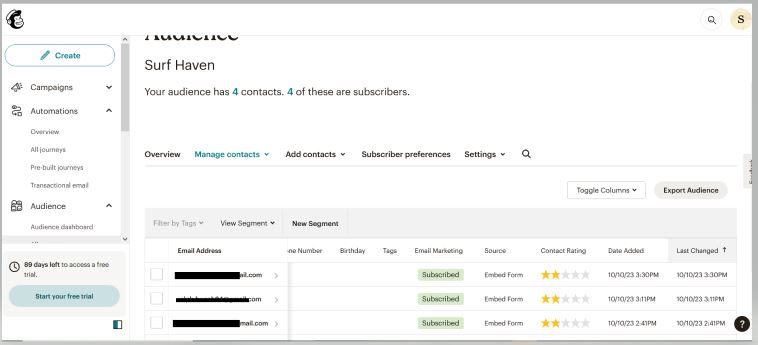 S
Create
Audience
Surf Haven
Your audience has 4 contacts. 4 of these are subscribers.
Campaigns
Automations
Overview
All journeys
Pre-built journeys
Transactional email
Audience
Audience dashboard
89 days left to access a free
trial.
Start your free trial
Overview Manage contacts Add contacts Subscriber preferences Settings
Toggle Columns Export Audience
Filter by Tags View Segment New Segment
Email Address one Number Birthday Tags Email Marketing Source Contact Rating Date Added Last Changed
ail.com Subscribed Embed Form 10/10/23 3:30PM 10/10/23 3:30PM
.com Subscribed Embed Form 10/10/23 3:11PM 10/10/23 3:11PM
mail.com Subscribed Embed Form 10/10/23 2:41PM 10/10/23 2:41PM
?